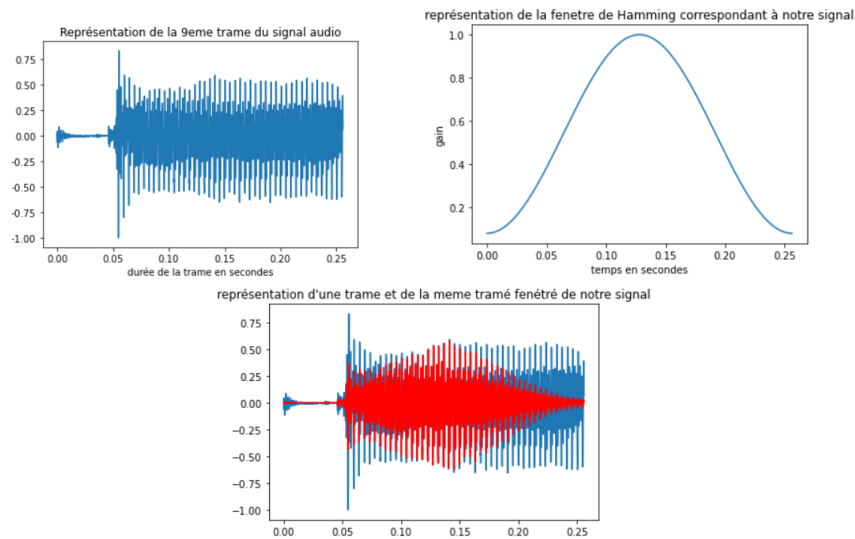 Représentation de la 9eme trame du signal audio
0.75
0.50
0.25
0.00
-0.25
-0.50
-0.75
-1.00
0.00 0.05 0.10 0.15 0.20 0.25
durée de la trame en secondes
représentation de la fenetre de Hamming correspondant à notre signal
1.0
0.8
0.6
0.4
0.2
gain
0.00 0.05 0.10 0.15 0.20 0.25
temps en secondes
représentation d'une trame et de la meme tramé fenétré de notre signal
0.75
0.50
0.25
0.00
−0.25
−0.50
−0.75
−1.00
0.00 0.05 0.10 0.15 0.20 0.25